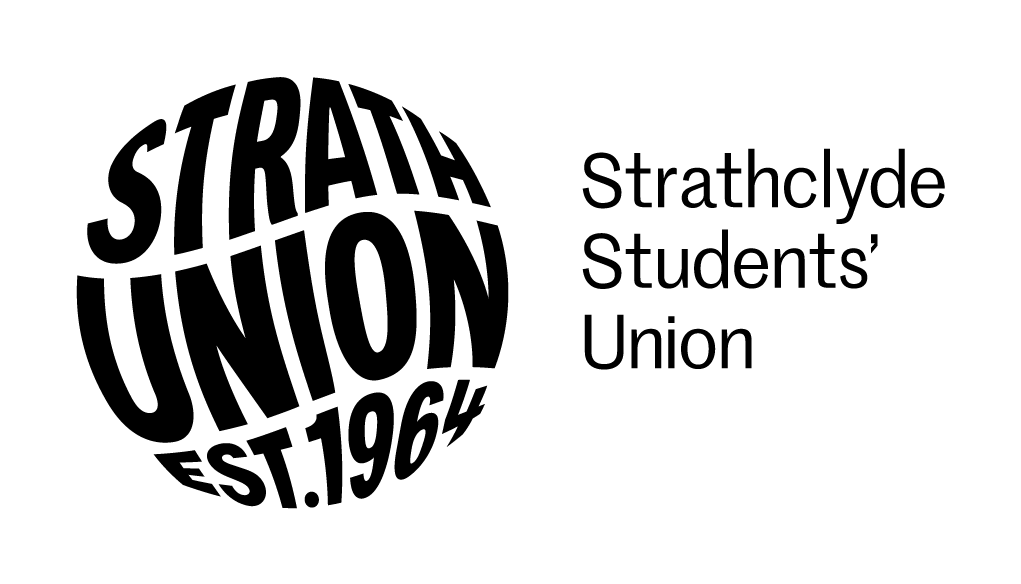 STRATH
UNION
EST.1964
Strathclyde
Students’
Union